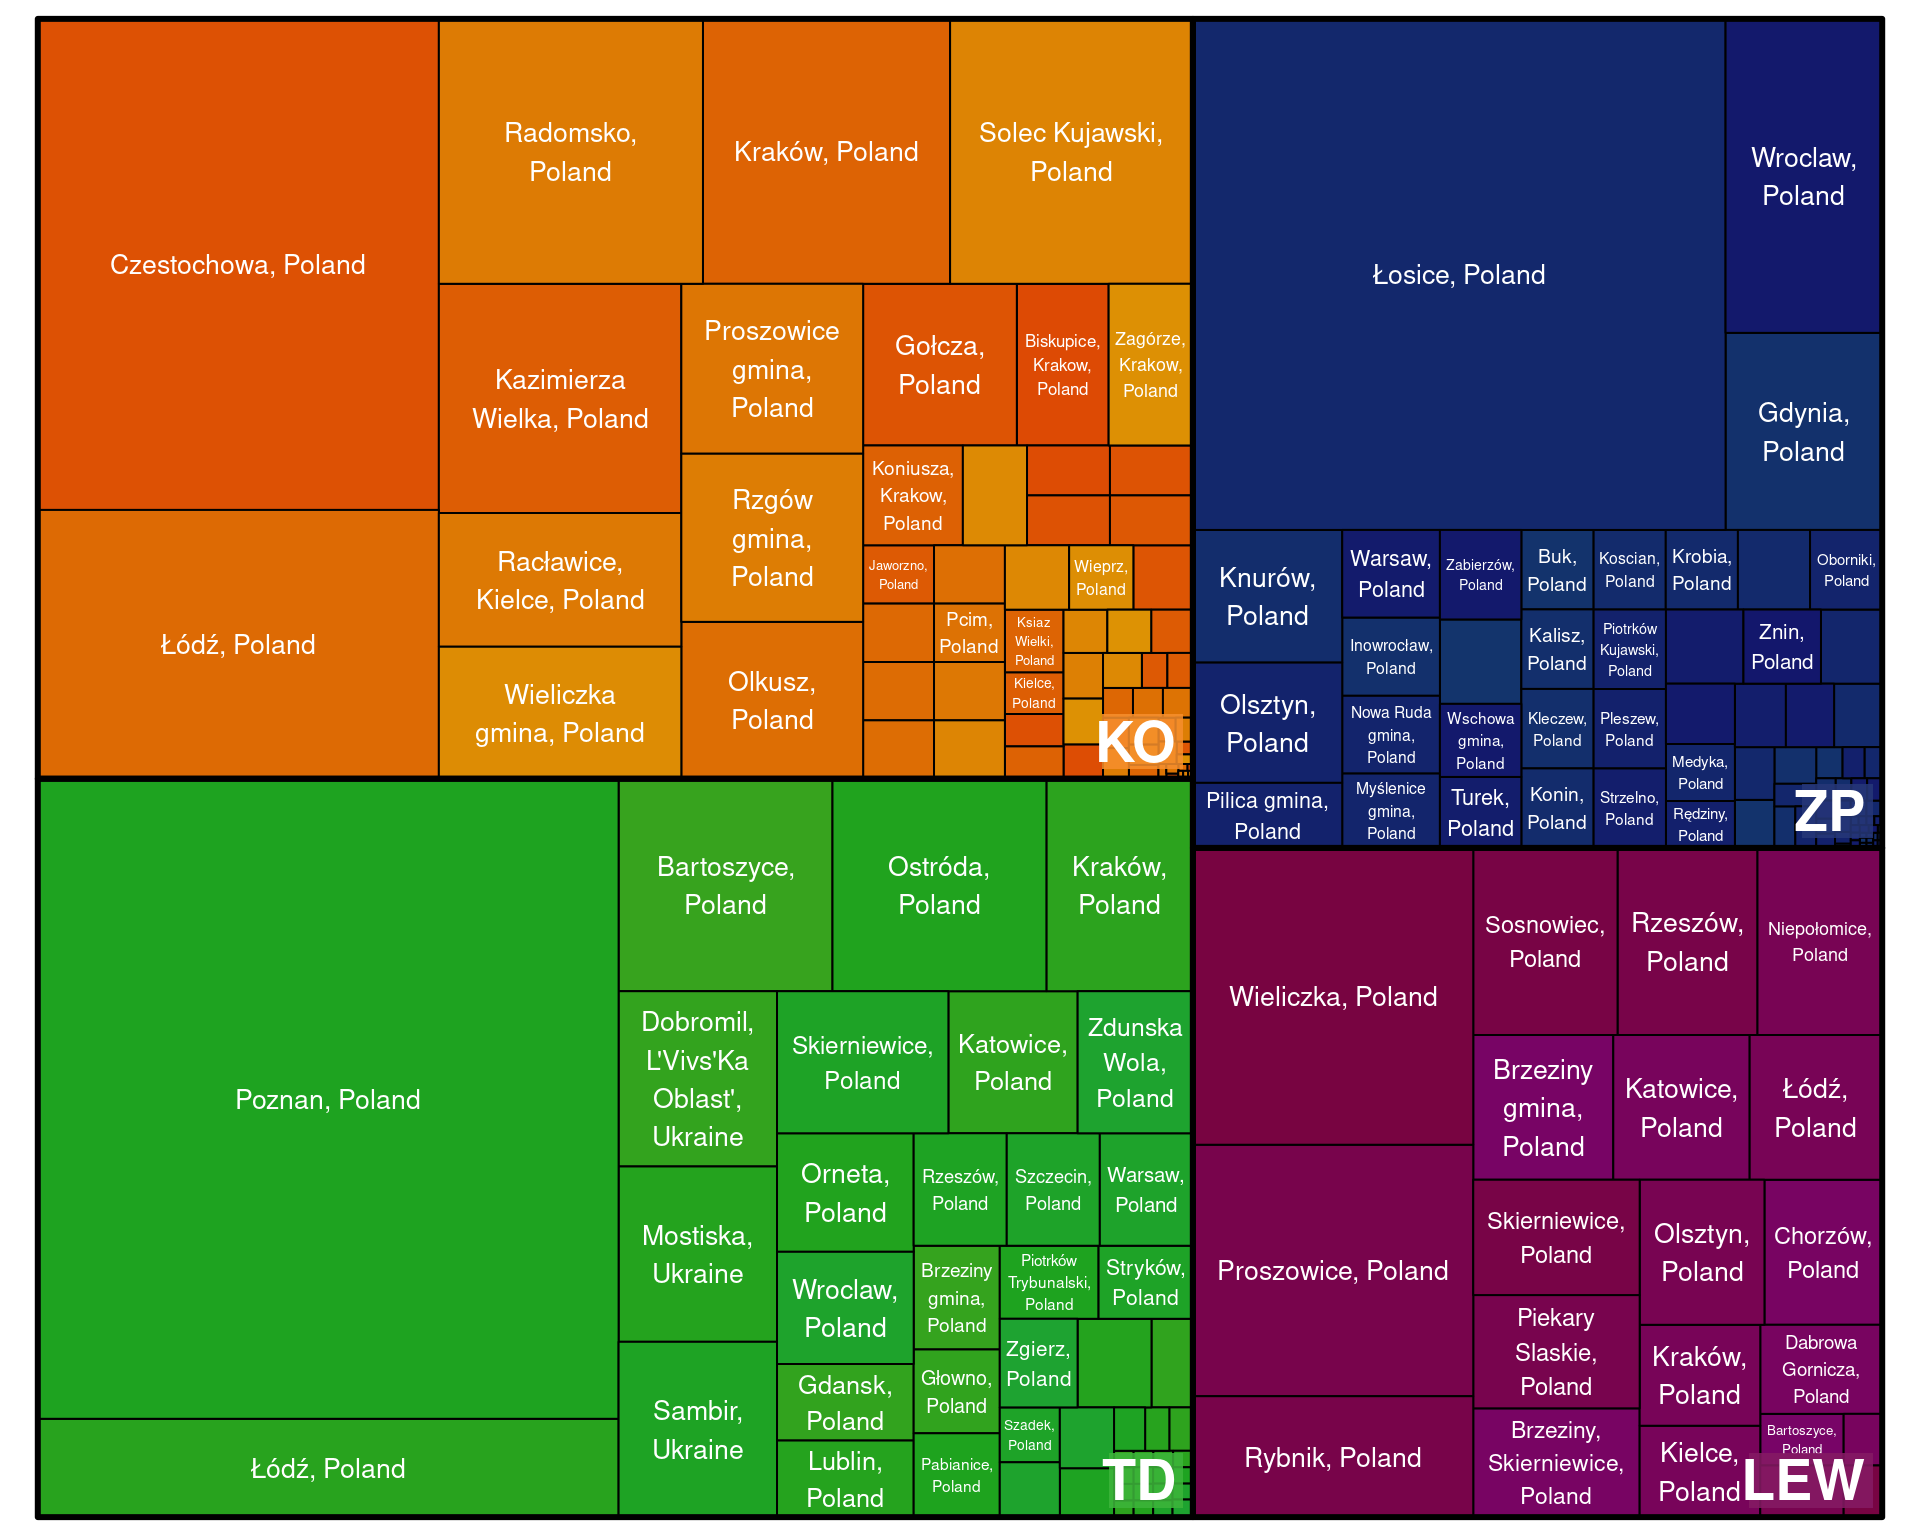 Czestochowa, Poland
Radomsko,
Poland
Kraków, Poland
Solec Kujawski,
Poland
Kazimierza
Wielka, Poland
Proszowice
gmina,
Poland
Gołcza,
Poland
Biskupice,
Krakow,
Poland
Zagórze,
Krakow,
Poland
Koniusza,
Krakow,
Poland
Rzgów
gmina,
Poland
Łódź, Poland
Racławice,
Kielce, Poland
Wieliczka
gmina, Poland
Olkusz,
Poland
Jaworzno,
Poland
Wieprz,
Poland
Pcim,
Poland
Ksiaz
Wielki,
Poland
Kielce,
Poland
KO
Łosice, Poland
Wroclaw,
Poland
Gdynia,
Poland
Knurów,
Poland
Olsztyn,
Poland
Pilica gmina,
Poland
Warsaw,
Poland
Inowrocław,
Poland
Nowa Ruda
gmina,
Poland
Myślenice
gmina,
Poland
Zabierzów,
Poland
Wschowa
gmina,
Poland
Turek,
Poland
Buk,
Poland
Kalisz,
Poland
Kleczew,
Poland
Konin,
Poland
Koscian,
Poland
Piotrków
Kujawski,
Poland
Pleszew,
Poland
Strzelno,
Poland
Krobia,
Poland
Oborniki,
Poland
Znin,
Poland
Medyka,
Poland
Rędziny,
Poland
ZP
Poznan, Poland
Łódź, Poland
Bartoszyce,
Poland
Ostróda,
Poland
Kraków,
Poland
Dobromil,
L'Vivs'Ka
Oblast',
Ukraine
Mostiska,
Ukraine
Sambir,
Ukraine
Skierniewice,
Poland
Katowice,
Poland
Zdunska
Wola,
Poland
Orneta,
Poland
Wroclaw,
Poland
Gdansk,
Poland
Lublin,
Poland
Rzeszów,
Poland
Szczecin,
Poland
Warsaw,
Poland
Brzeziny
gmina,
Poland
Głowno,
Poland
Pabianice,
Poland
Piotrków
Trybunalski,
Poland
Stryków,
Poland
Zgierz,
Poland
Szadek,
Poland
TD
Wieliczka, Poland
Proszowice, Poland
Rybnik, Poland
Sosnowiec,
Poland
Rzeszów,
Poland
Niepołomice,
Poland
Brzeziny
gmina,
Poland
Katowice,
Poland
Łódź,
Poland
Skierniewice,
Poland
Piekary
Slaskie,
Poland
Brzeziny,
Skierniewice,
Poland
Olsztyn,
Poland
Chorzów,
Poland
Kraków,
Poland
Dabrowa
Gornicza,
Poland
Kielce,
Poland
Bartoszyce,
Poland
LEW